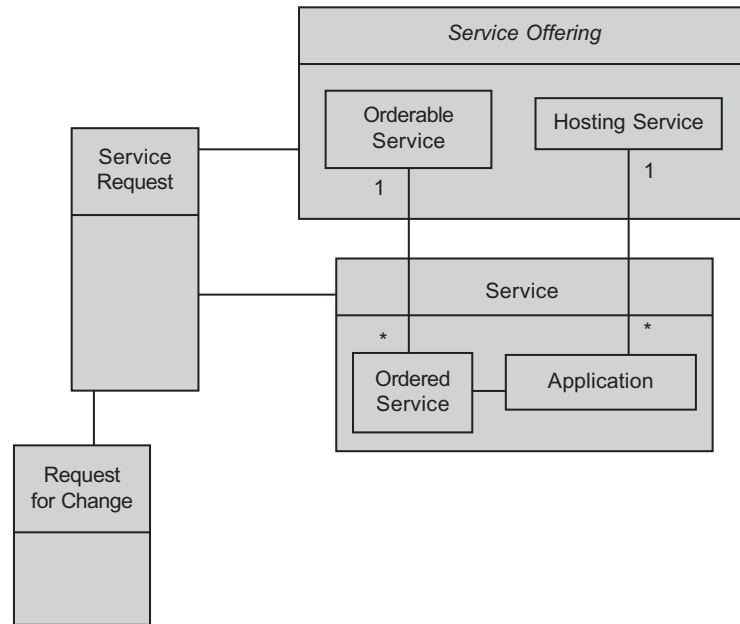 Service Offering
Orderable
Service
Hosting Service
Service
Request
1
1
Service
*
*
Ordered
Service
Application
Request
for Change